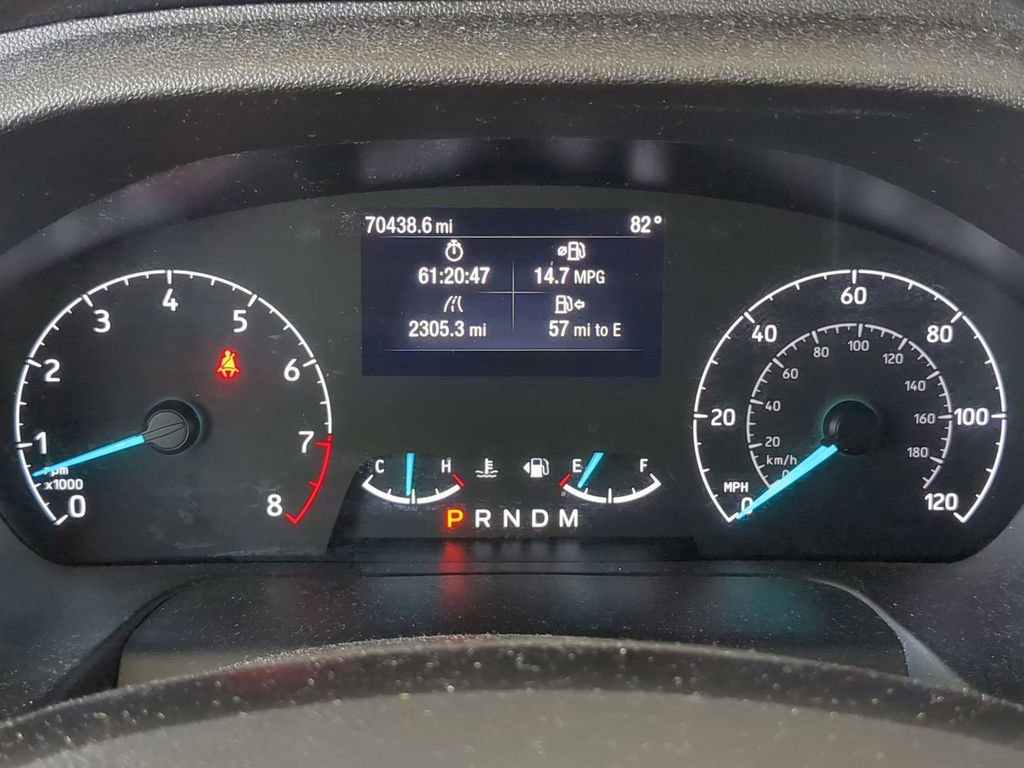 70438.6 mi 82°
61:20:47 14.7 MPG
2305.3 mi 57 mi to E
0 1 2 3 4 5 6 7 8
rpm
x1000
C H
E F
P R N D M
0 20 40 60 80 100 120
MPH
0 20 40 60 80 100 120 140 160 180
km/h